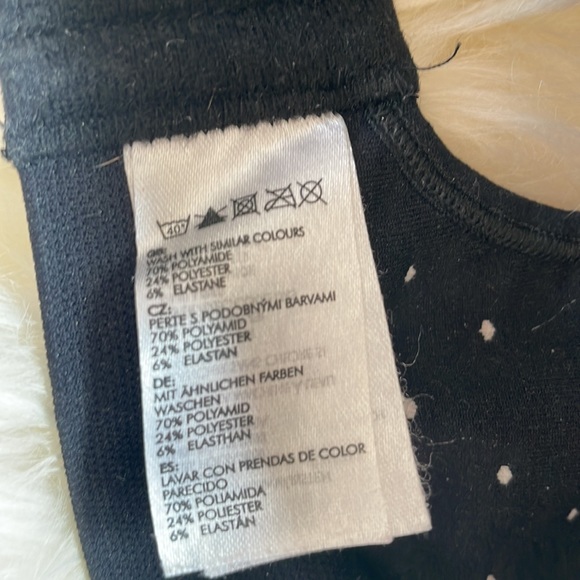 40°
GB:
WASH WITH SIMILAR COLOURS
70% POLYAMIDE
24% POLYESTER
6% ELASTANE
CZ:
PERTE S PODOBNÝMI BARVAMI
70% POLYAMID
24% POLYESTER
6% ELASTAN
DE:
MIT ÄHNLICHEN FARBEN
WASCHEN
70% POLYAMID
24% POLYESTER
6% ELASTHAN
ES:
LAVAR CON PRENDAS DE COLOR
PARECIDO
70% POLIAMIDA
24% POLIESTER
6% ELASTÁN